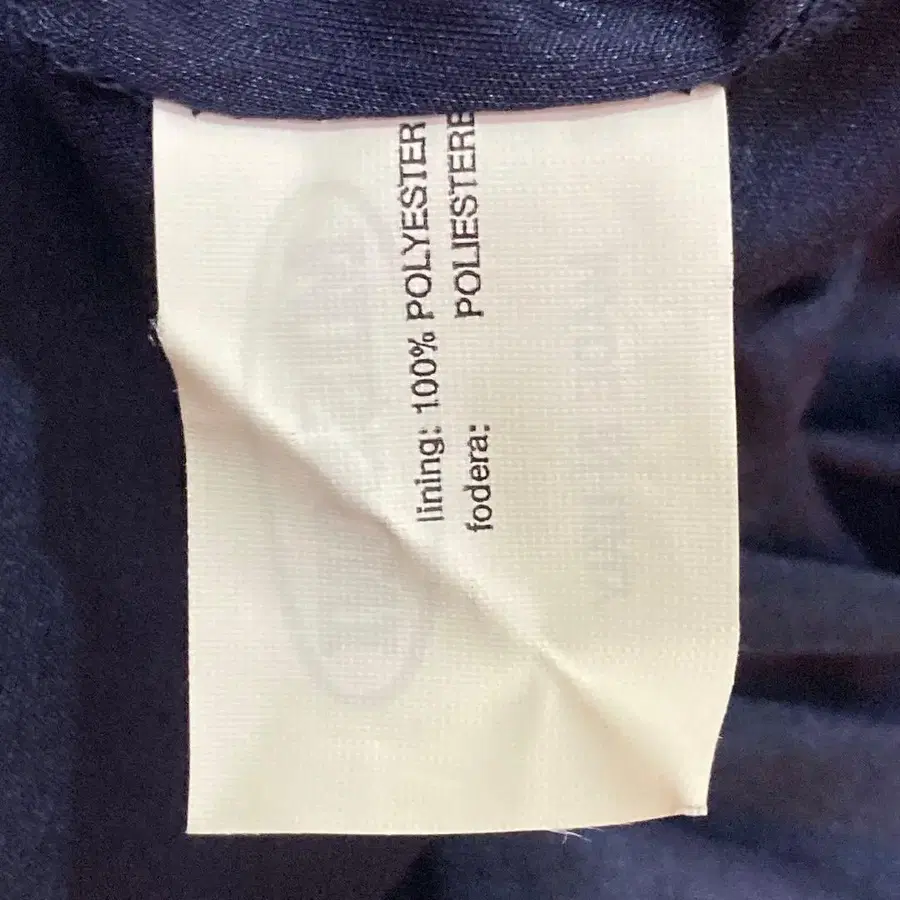 lining: 100% POLYESTER
fodera: POLIESTERE